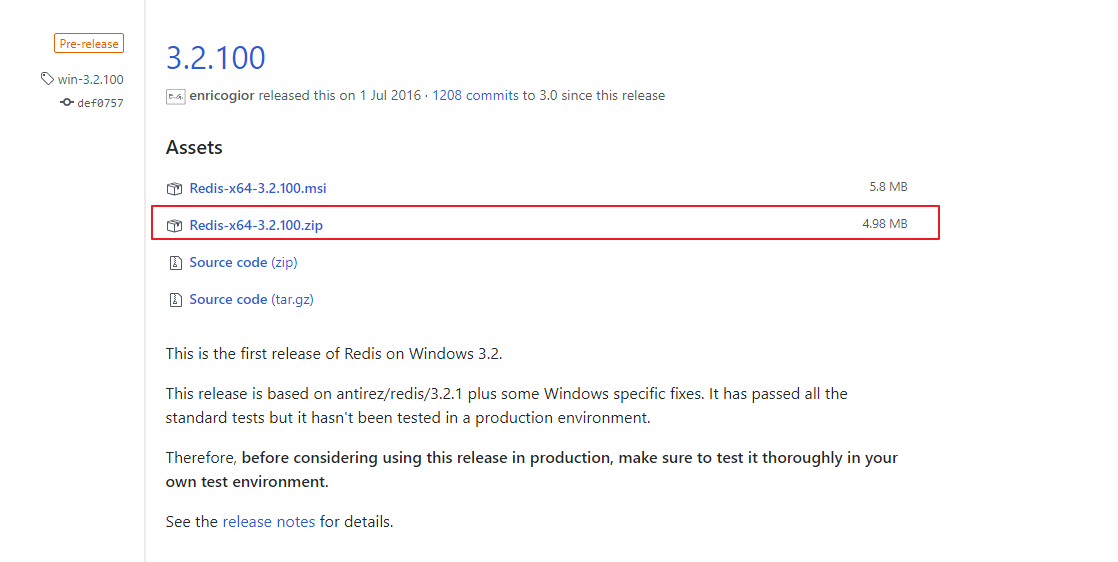 Pre-release
win-3.2.100
def0757
3.2.100
enricogior released this on 1 Jul 2016 · 1208 commits to 3.0 since this release
Assets
Redis-x64-3.2.100.msi 5.8 MB
Redis-x64-3.2.100.zip 4.98 MB
Source code (zip)
Source code (tar.gz)
This is the first release of Redis on Windows 3.2.
This release is based on antirez/redis/3.2.1 plus some Windows specific fixes. It has passed all the
standard tests but it hasn't been tested in a production environment.
Therefore, before considering using this release in production, make sure to test it thoroughly in your
own test environment.
See the release notes for details.